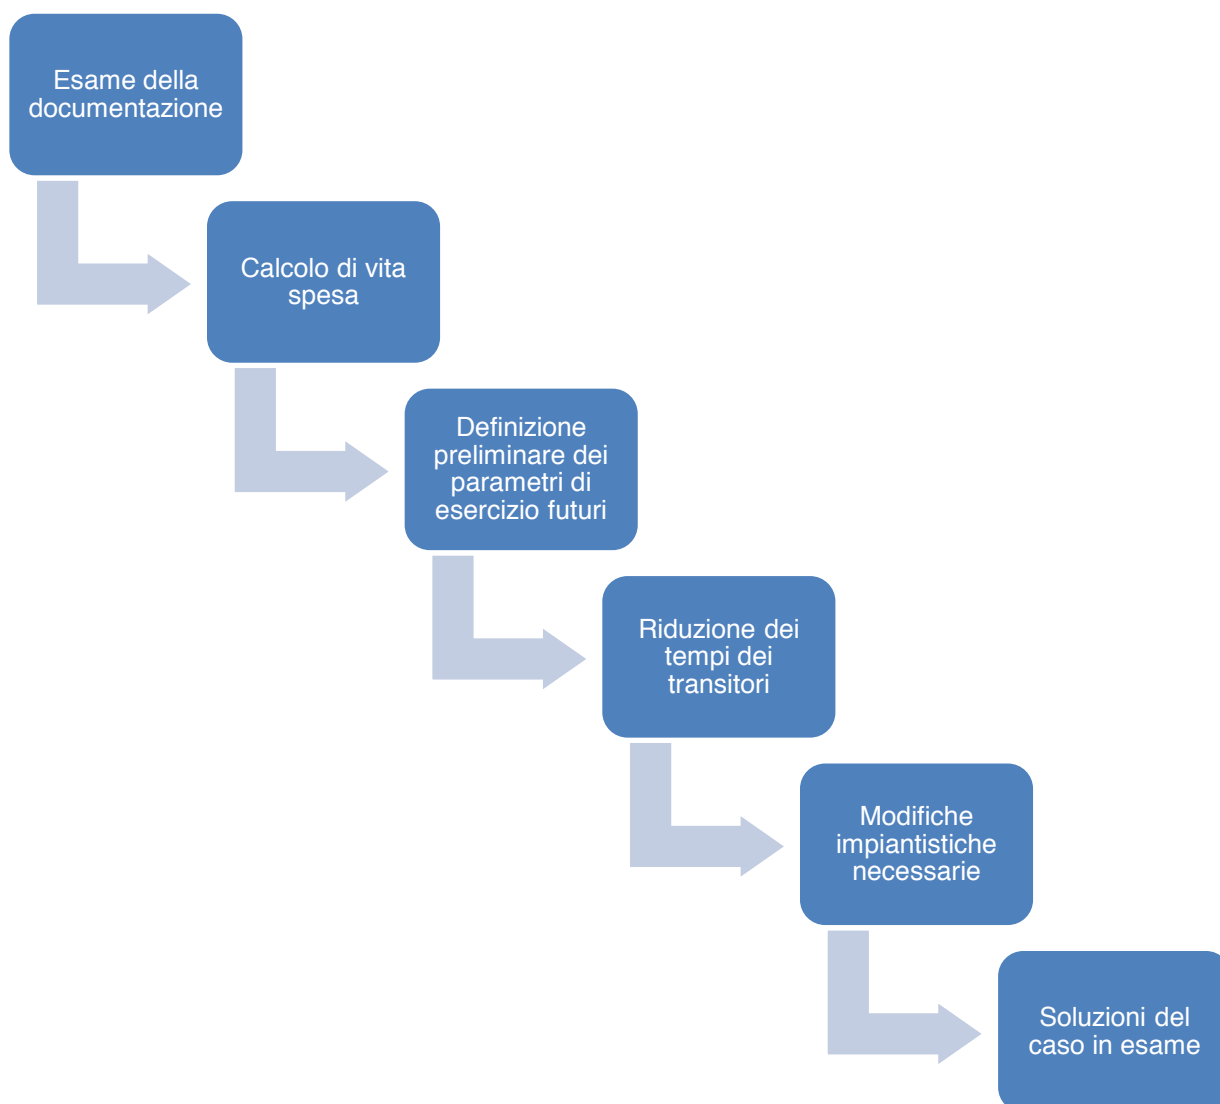 Esame della
documentazione
Calcolo di vita
spesa
Definizione
preliminare dei
parametri di
esercizio futuri
Riduzione dei
tempi dei
transitori
Modifiche
impiantistiche
necessarie
Soluzioni del
caso in esame